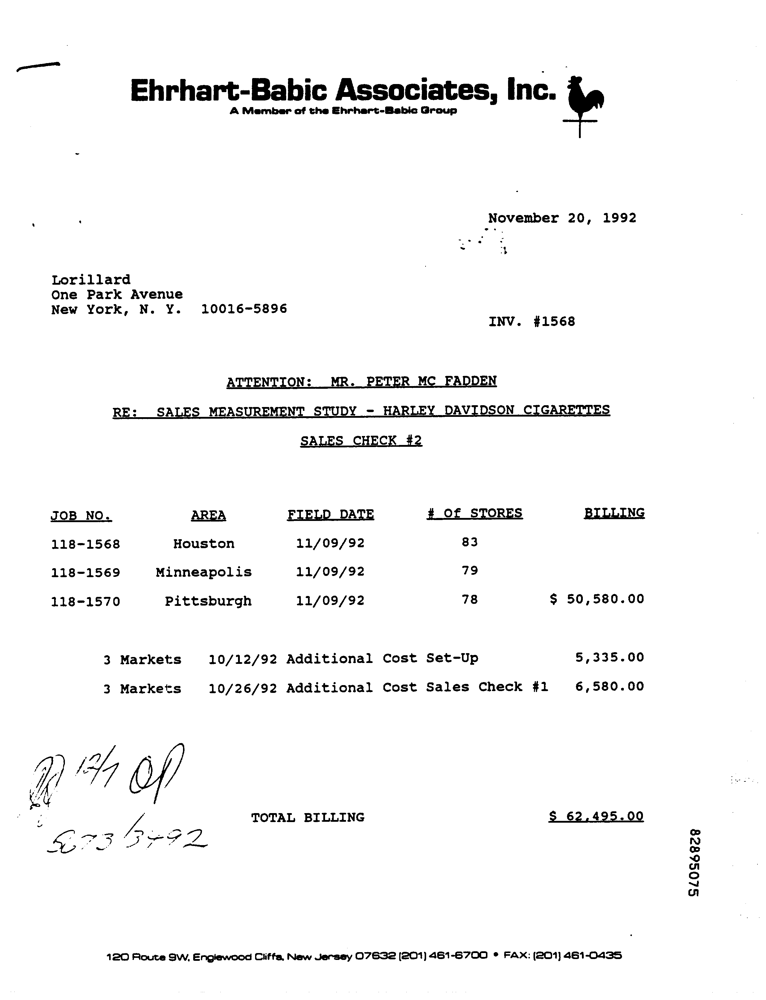 Ehrhart-Babic Associates, Inc.
A Member of the Ehrhart-Babic Group
November 20, 1992
Lorillard
One Park Avenue
New York, N. Y. 10016-5896
INV. #1568
ATTENTION: MR. PETER MC FADDEN
RE: SALES MEASUREMENT STUDY - HARLEY DAVIDSON CIGARETTES
SALES CHECK #2
JOB NO. AREA FIELD DATE # Of STORES BILLING
118-1568 Houston 11/09/92 83
118-1569 Minneapolis 11/09/92 79
118-1570 Pittsburgh 11/09/92 78 $ 50,580.00
3 Markets 10/12/92 Additional Cost Set-Up 5,335.00
3 Markets 10/26/92 Additional Cost Sales Check #1 6,580.00
12/7
TOTAL BILLING $ 62,495.00
82895075
120 Route 9W, Englewood Cliffs, New Jersey 07632 (201) 461-6700 • FAX: (201) 461-0435